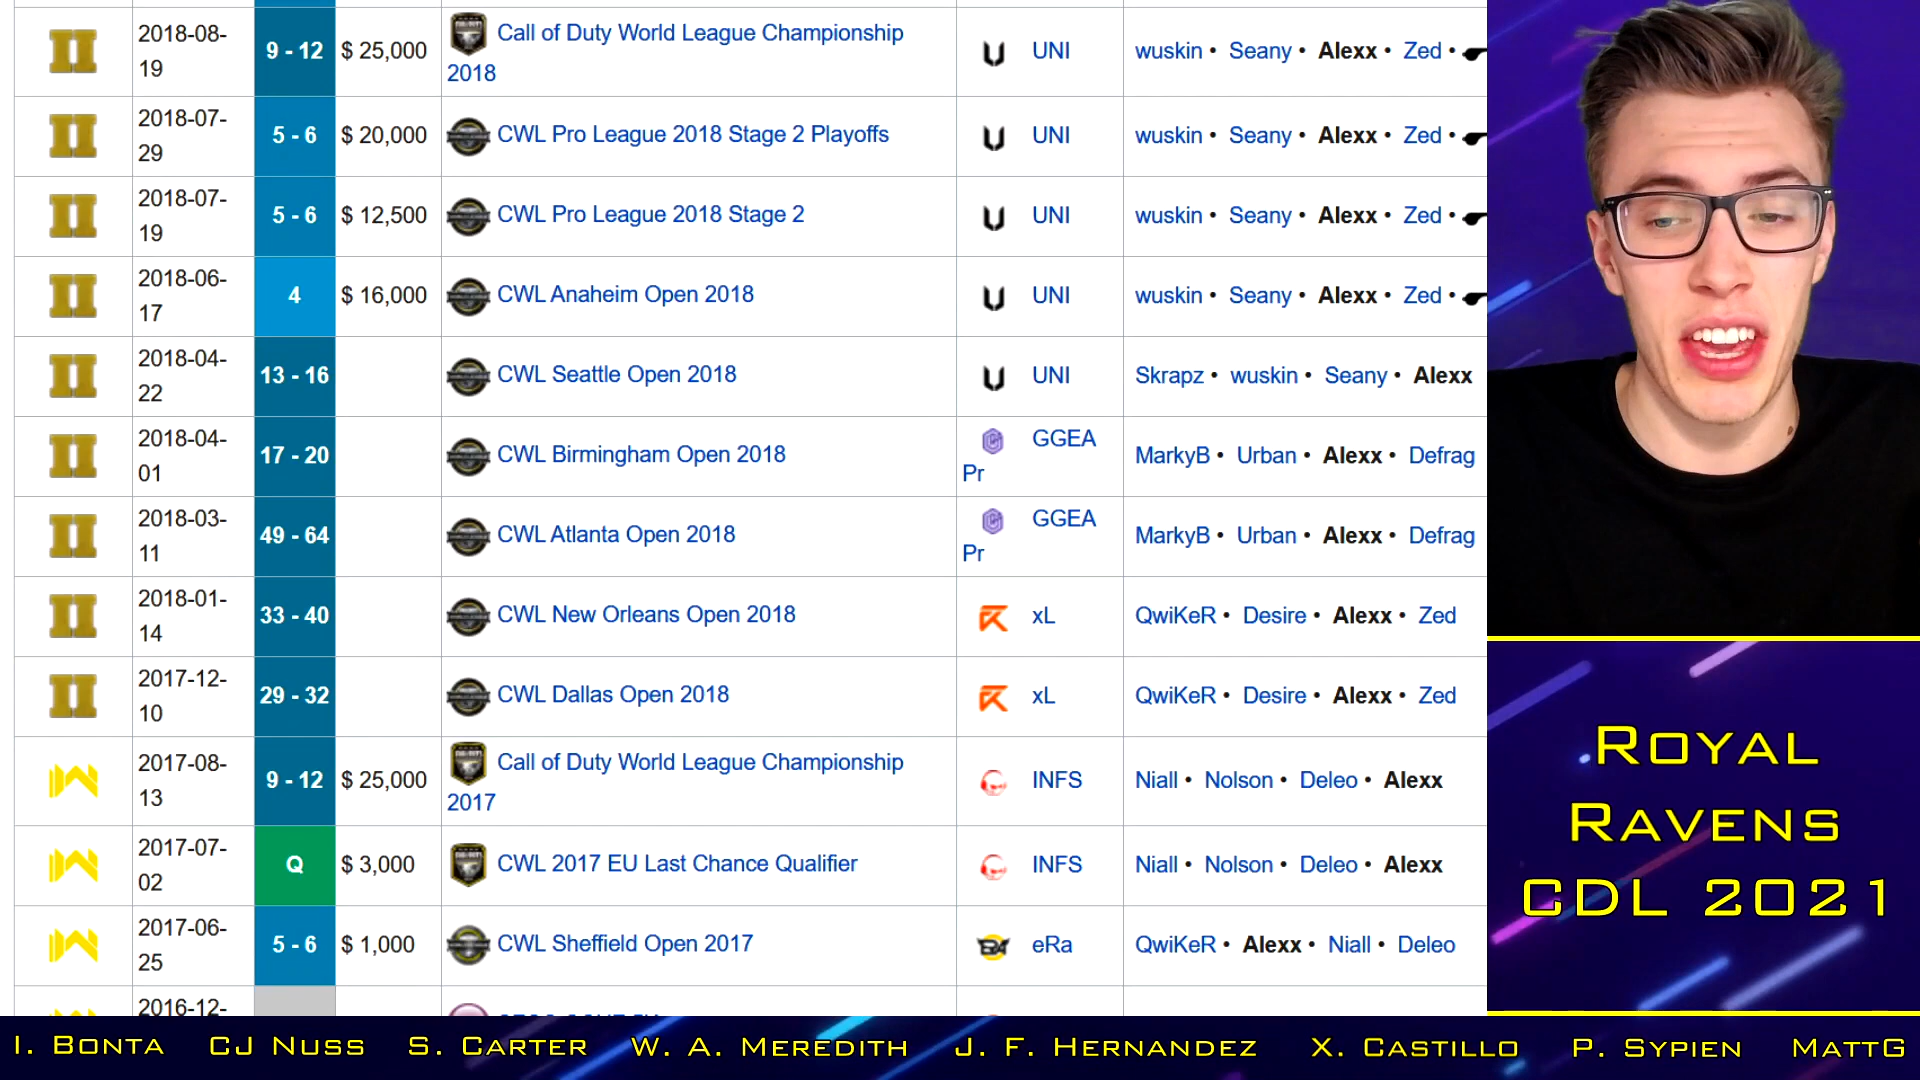 2018-08-19 9 - 12 $ 25,000 Call of Duty World League Championship 2018 UNI wuskin • Seany • Alexx • Zed •
2018-07-29 5 - 6 $ 20,000 CWL Pro League 2018 Stage 2 Playoffs UNI wuskin • Seany • Alexx • Zed •
2018-07-19 5 - 6 $ 12,500 CWL Pro League 2018 Stage 2 UNI wuskin • Seany • Alexx • Zed •
2018-06-17 4 $ 16,000 CWL Anaheim Open 2018 UNI wuskin • Seany • Alexx • Zed •
2018-04-22 13 - 16 CWL Seattle Open 2018 UNI Skrapz • wuskin • Seany • Alexx
2018-04-01 17 - 20 CWL Birmingham Open 2018 GGEA Pr MarkyB • Urban • Alexx • Defrag
2018-03-11 49 - 64 CWL Atlanta Open 2018 GGEA Pr MarkyB • Urban • Alexx • Defrag
2018-01-14 33 - 40 CWL New Orleans Open 2018 xL QwiKeR • Desire • Alexx • Zed
2017-12-10 29 - 32 CWL Dallas Open 2018 xL QwiKeR • Desire • Alexx • Zed
2017-08-13 9 - 12 $ 25,000 Call of Duty World League Championship 2017 INFS Niall • Nolson • Deleo • Alexx
2017-07-02 Q $ 3,000 CWL 2017 EU Last Chance Qualifier INFS Niall • Nolson • Deleo • Alexx
2017-06-25 5 - 6 $ 1,000 CWL Sheffield Open 2017 eRa QwiKeR • Alexx • Niall • Deleo
2016-12-
Royal
Ravens
CDL 2021
I. Bonta CJ Nuss S. Carter W. A. Meredith J. F. Hernandez X. Castillo P. Sypien MattG